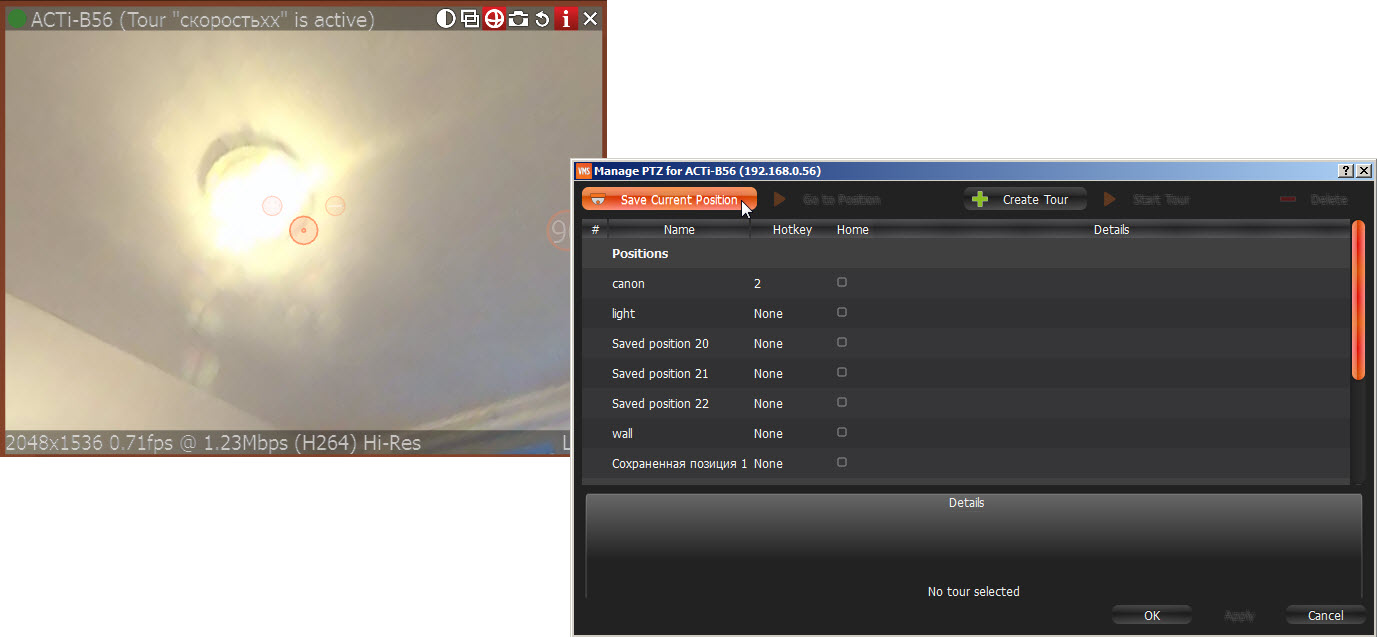 ACTi-B56 (Tour "скоростьхх" is active)
2048x1536 0.71fps @ 1.23Mbps (H264) Hi-Res
L
VMS Manage PTZ for ACTi-B56 (192.168.0.56)
Save Current Position Go to Position Create Tour Start Tour Delete
# Name Hotkey Home Details
Positions
canon 2
light None
Saved position 20 None
Saved position 21 None
Saved position 22 None
wall None
Сохраненная позиция 1 None
Details
No tour selected
OK Apply Cancel